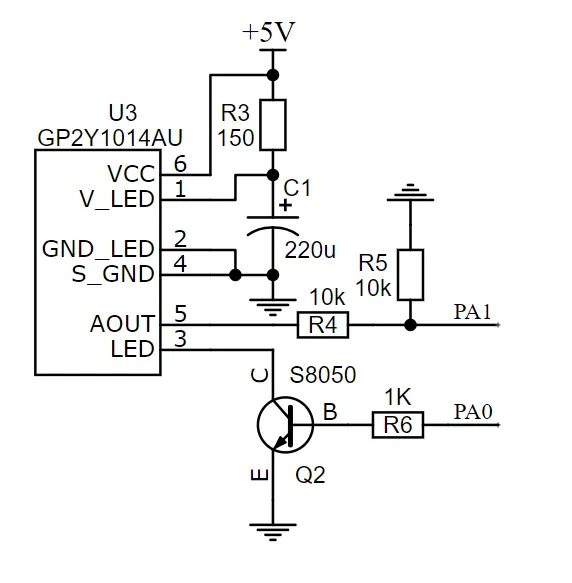 +5V
U3
GP2Y1014AU
R3
150
VCC 6
V_LED 1
C1
+
220u
GND_LED 2
S_GND 4
R5
10k
10k
R4
AOUT 5
PA1
LED 3
C
S8050
B
1K
R6
PA0
E
Q2